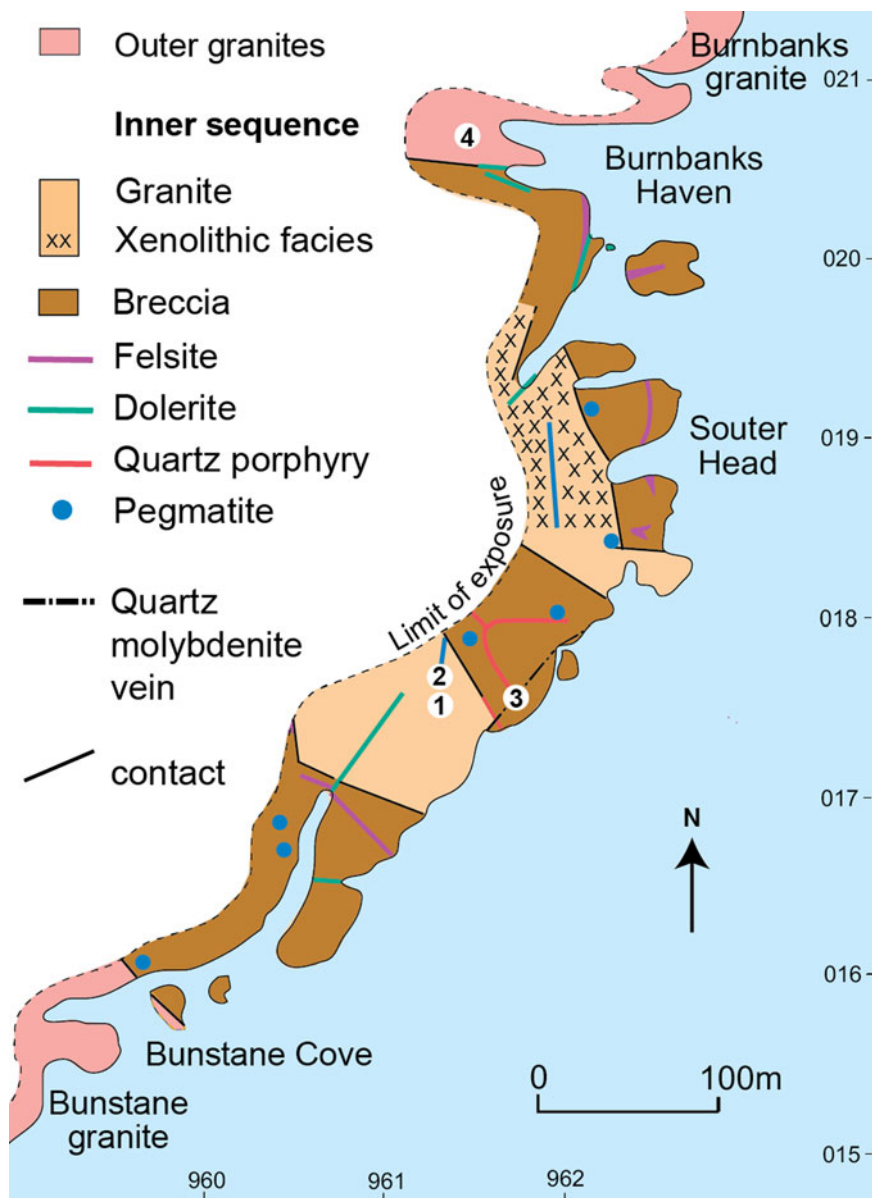 Outer granites
Inner sequence
Granite
xx Xenolithic facies
Breccia
Felsite
Dolerite
Quartz porphyry
Pegmatite
Quartz
molybdenite
vein
contact
Burnbanks
granite
Burnbanks
Haven
Souter
Head
Limit of exposure
Bunstane Cove
Bunstane
granite
4
2
1
3
N
0 100m
021
020
019
018
017
016
015
960 961 962